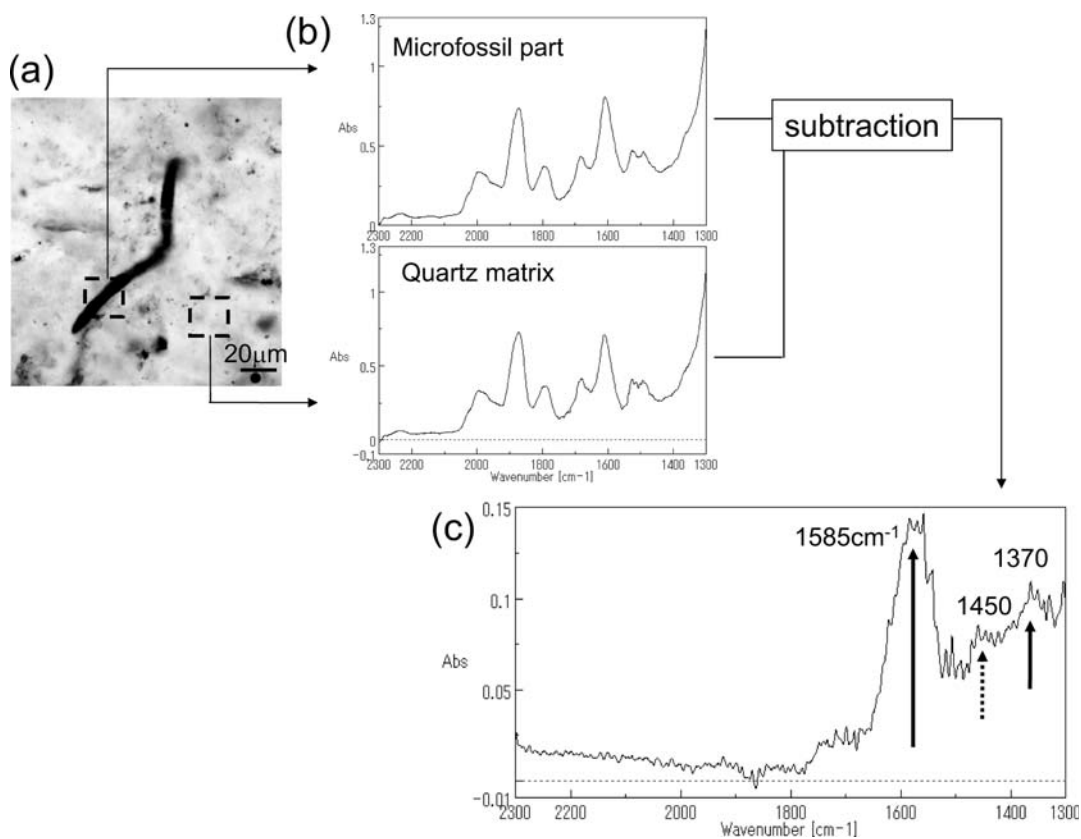 (a)
20μm
(b)
Microfossil part
1.3
1
Abs
0.5
0
2300 2200 2000 1800 1600 1400 1300
Quartz matrix
1.3
1
Abs
0.5
0
-0.1
2300 2200 2000 1800 1600 1400 1300
Wavenumber [cm-1]
subtraction
(c)
0.15
1585cm-1
1370
1450
0.1
Abs
0.05
-0.01
2300 2200 2000 1800 1600 1400 1300
Wavenumber [cm-1]